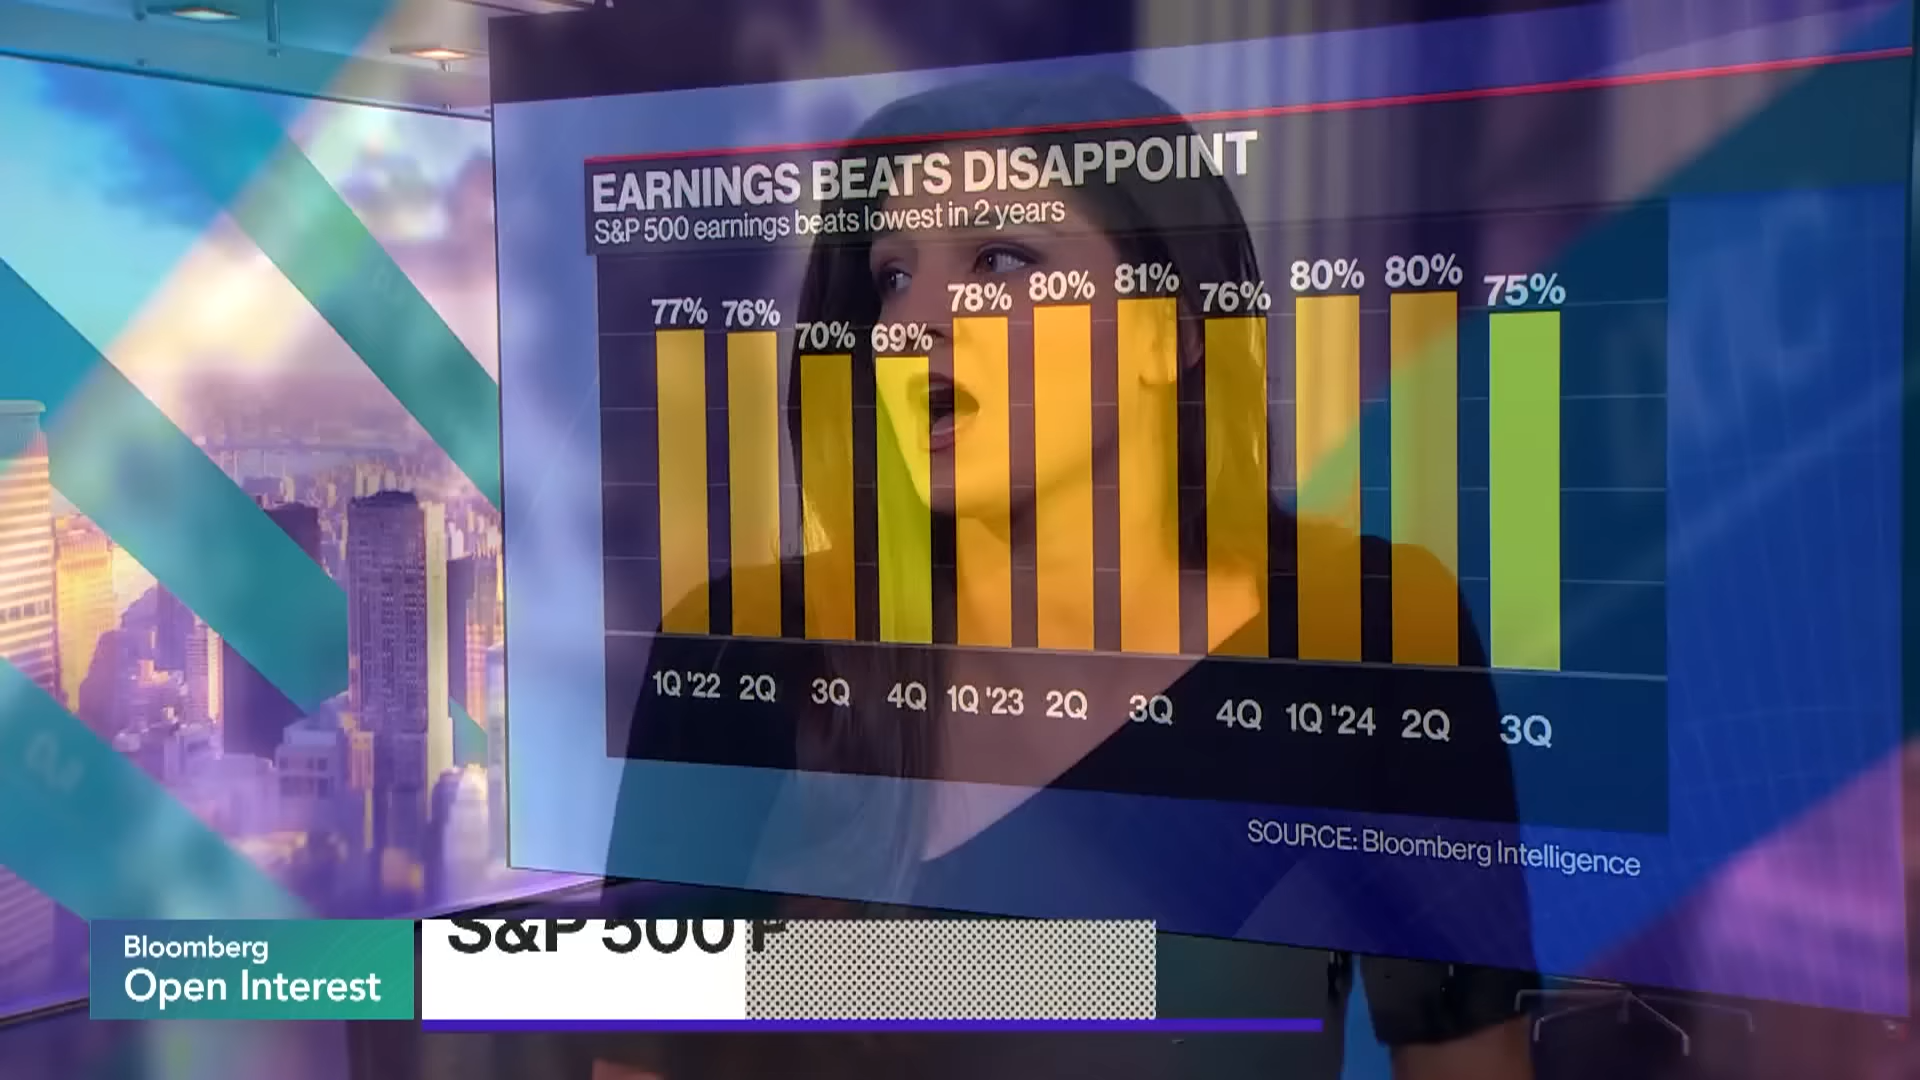 EARNINGS BEATS DISAPPOINT
S&P 500 earnings beats lowest in 2 years
77% 76% 70% 69% 78% 80% 81% 76% 80% 80% 75%
1Q '22 2Q 3Q 4Q 1Q '23 2Q 3Q 4Q 1Q '24 2Q 3Q
SOURCE: Bloomberg Intelligence
Bloomberg
Open Interest
S&P 500